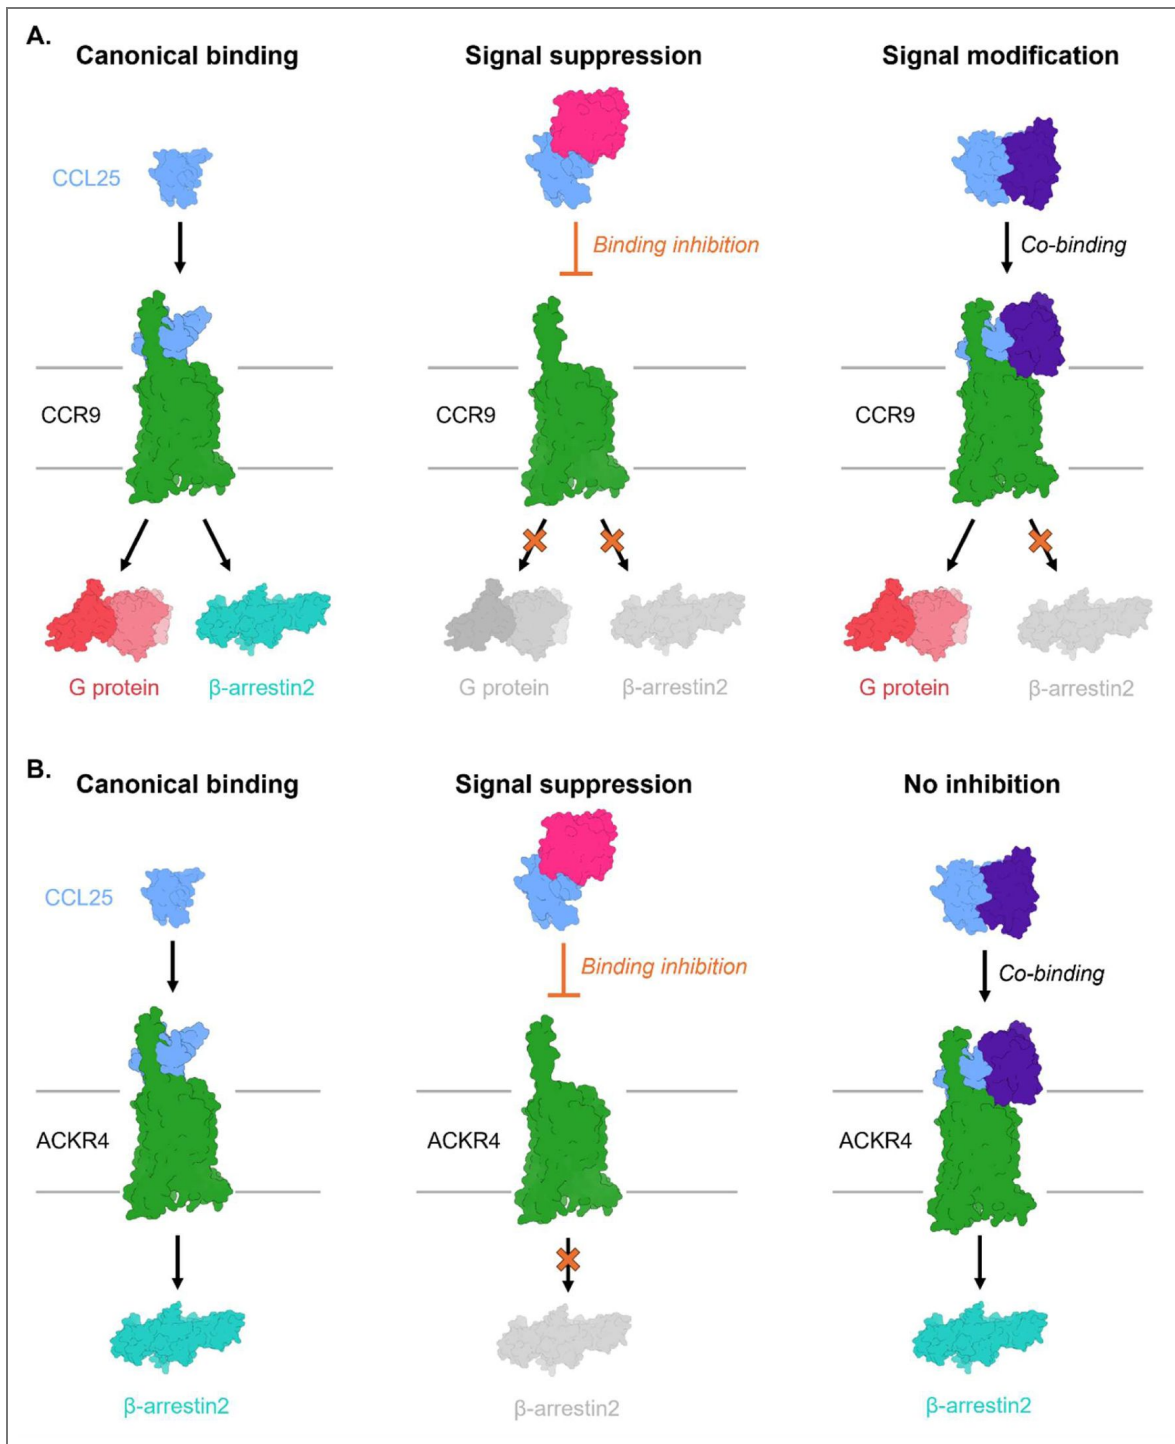 A.
Canonical binding
Signal suppression
Signal modification
CCL25
Binding inhibition
Co-binding
CCR9
CCR9
CCR9
G protein
β-arrestin2
G protein
β-arrestin2
G protein
β-arrestin2
B.
Canonical binding
Signal suppression
No inhibition
CCL25
Binding inhibition
Co-binding
ACKR4
ACKR4
ACKR4
β-arrestin2
β-arrestin2
β-arrestin2